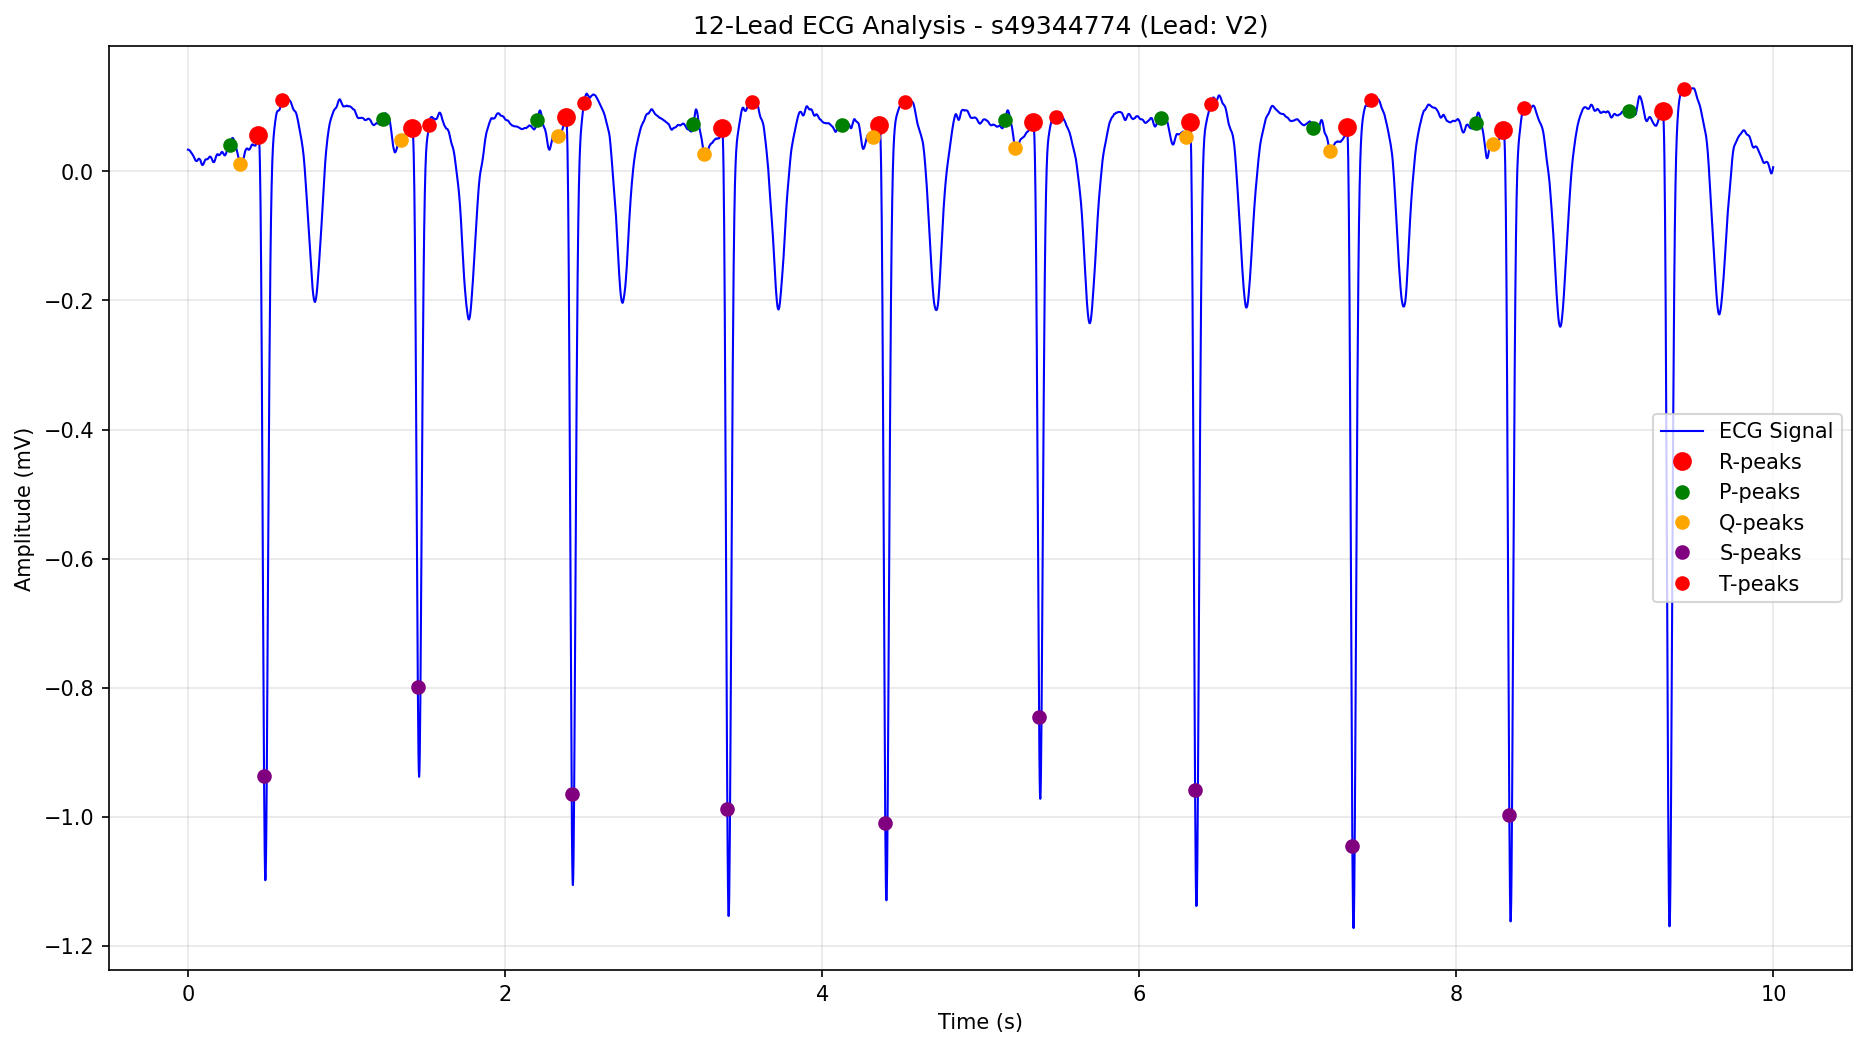 12-Lead ECG Analysis - s49344774 (Lead: V2)
Amplitude (mV)
0.0
−0.2
−0.4
−0.6
−0.8
−1.0
−1.2
ECG Signal
R-peaks
P-peaks
Q-peaks
S-peaks
T-peaks
0 2 4 6 8 10
Time (s)